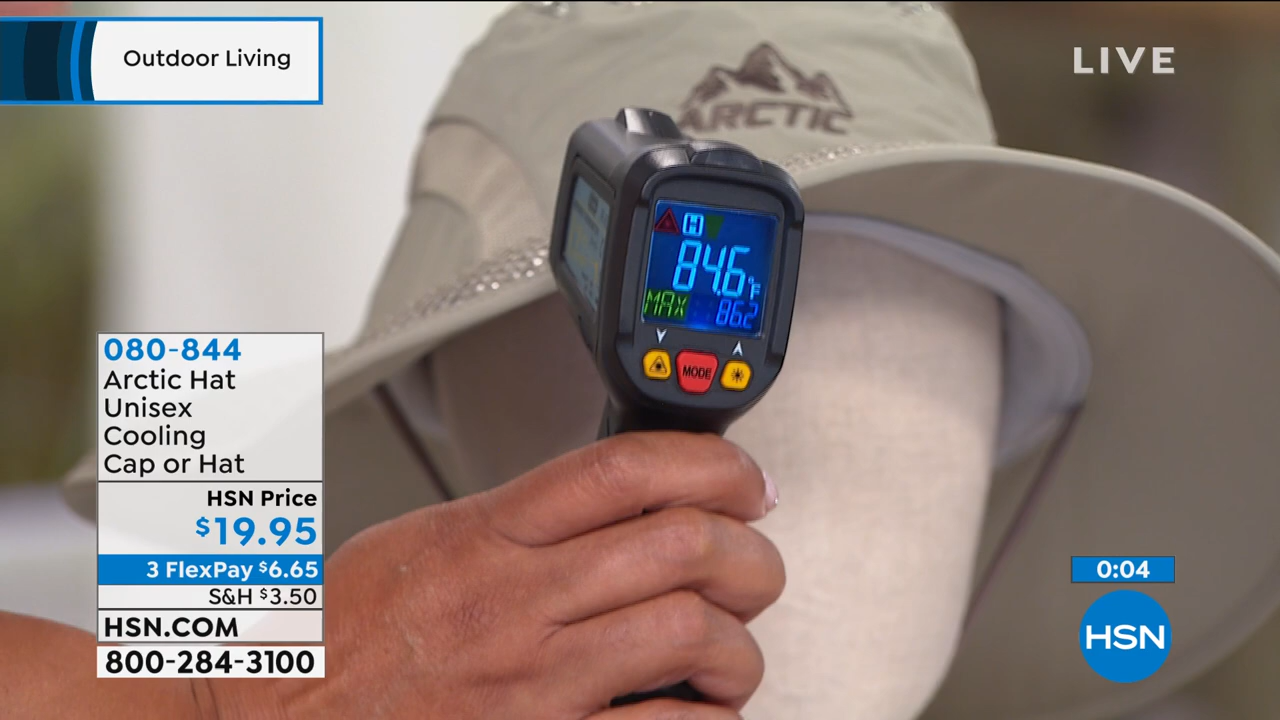 Outdoor Living
LIVE
ARCTIC
H
84.6 °F
MAX 86.2
MODE
080-844
Arctic Hat
Unisex
Cooling
Cap or Hat
HSN Price
$19.95
3 FlexPay $6.65
S&H $3.50
HSN.COM
800-284-3100
0:04
HSN